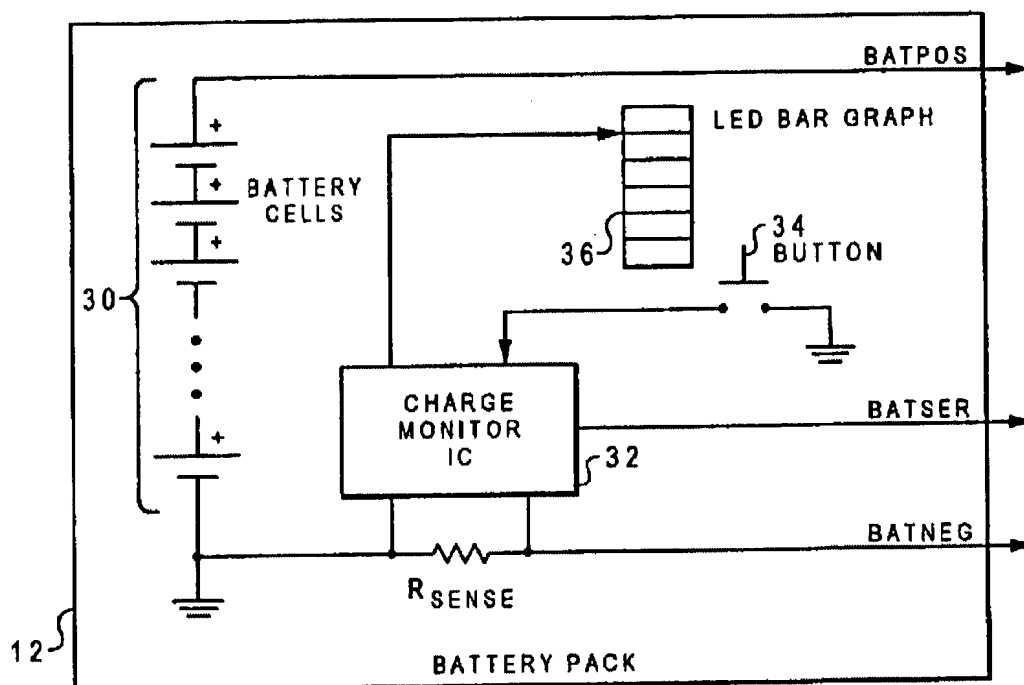 BATPOS
LED BAR GRAPH
+
+
BATTERY
CELLS
+
36
34
BUTTON
30
CHARGE
MONITOR
IC
BATSER
+
32
BATNEG
RSENSE
12
BATTERY PACK